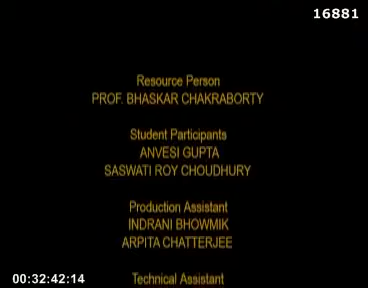 16881
Resource Person
PROF. BHASKAR CHAKRABORTY
Student Participants
ANVESI GUPTA
SASWATI ROY CHOUDHURY
Production Assistant
INDRANI BHOWMIK
ARPITA CHATTERJEE
00:32:42:14
Technical Assistant